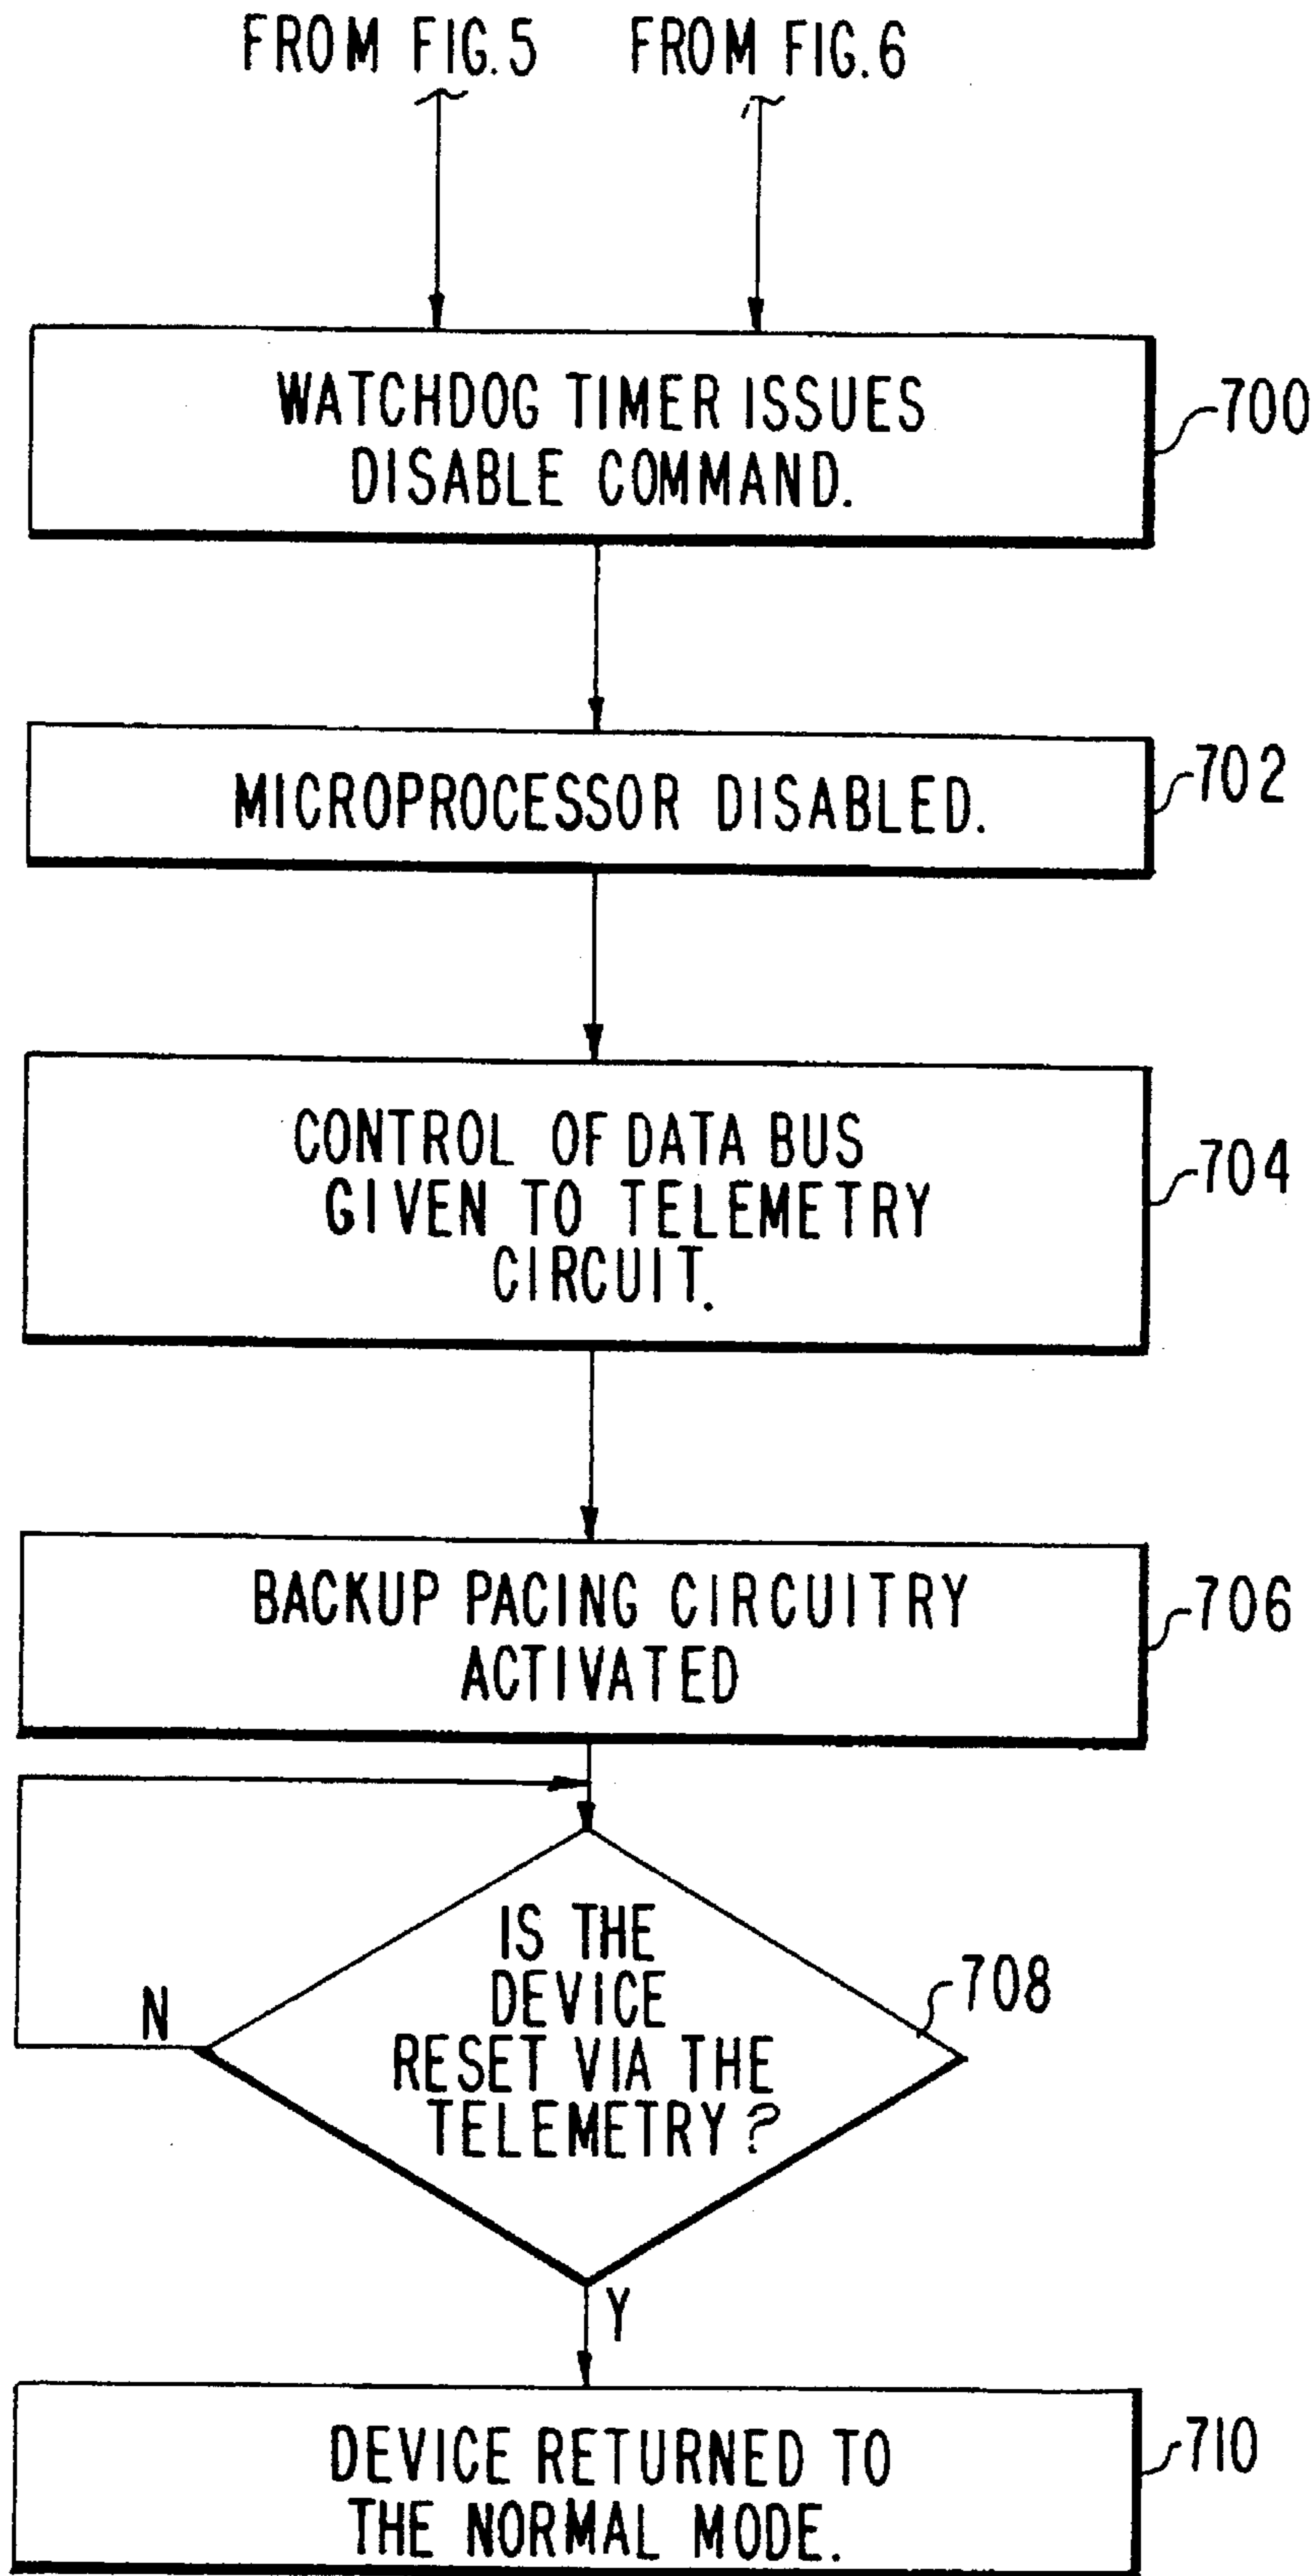 FROM FIG.5 FROM FIG.6
WATCHDOG TIMER ISSUES
DISABLE COMMAND.
700
MICROPROCESSOR DISABLED.
702
CONTROL OF DATA BUS
GIVEN TO TELEMETRY
CIRCUIT.
704
BACKUP PACING CIRCUITRY
ACTIVATED
706
IS THE
DEVICE
RESET VIA THE
TELEMETRY?
708
N
Y
DEVICE RETURNED TO
THE NORMAL MODE.
710